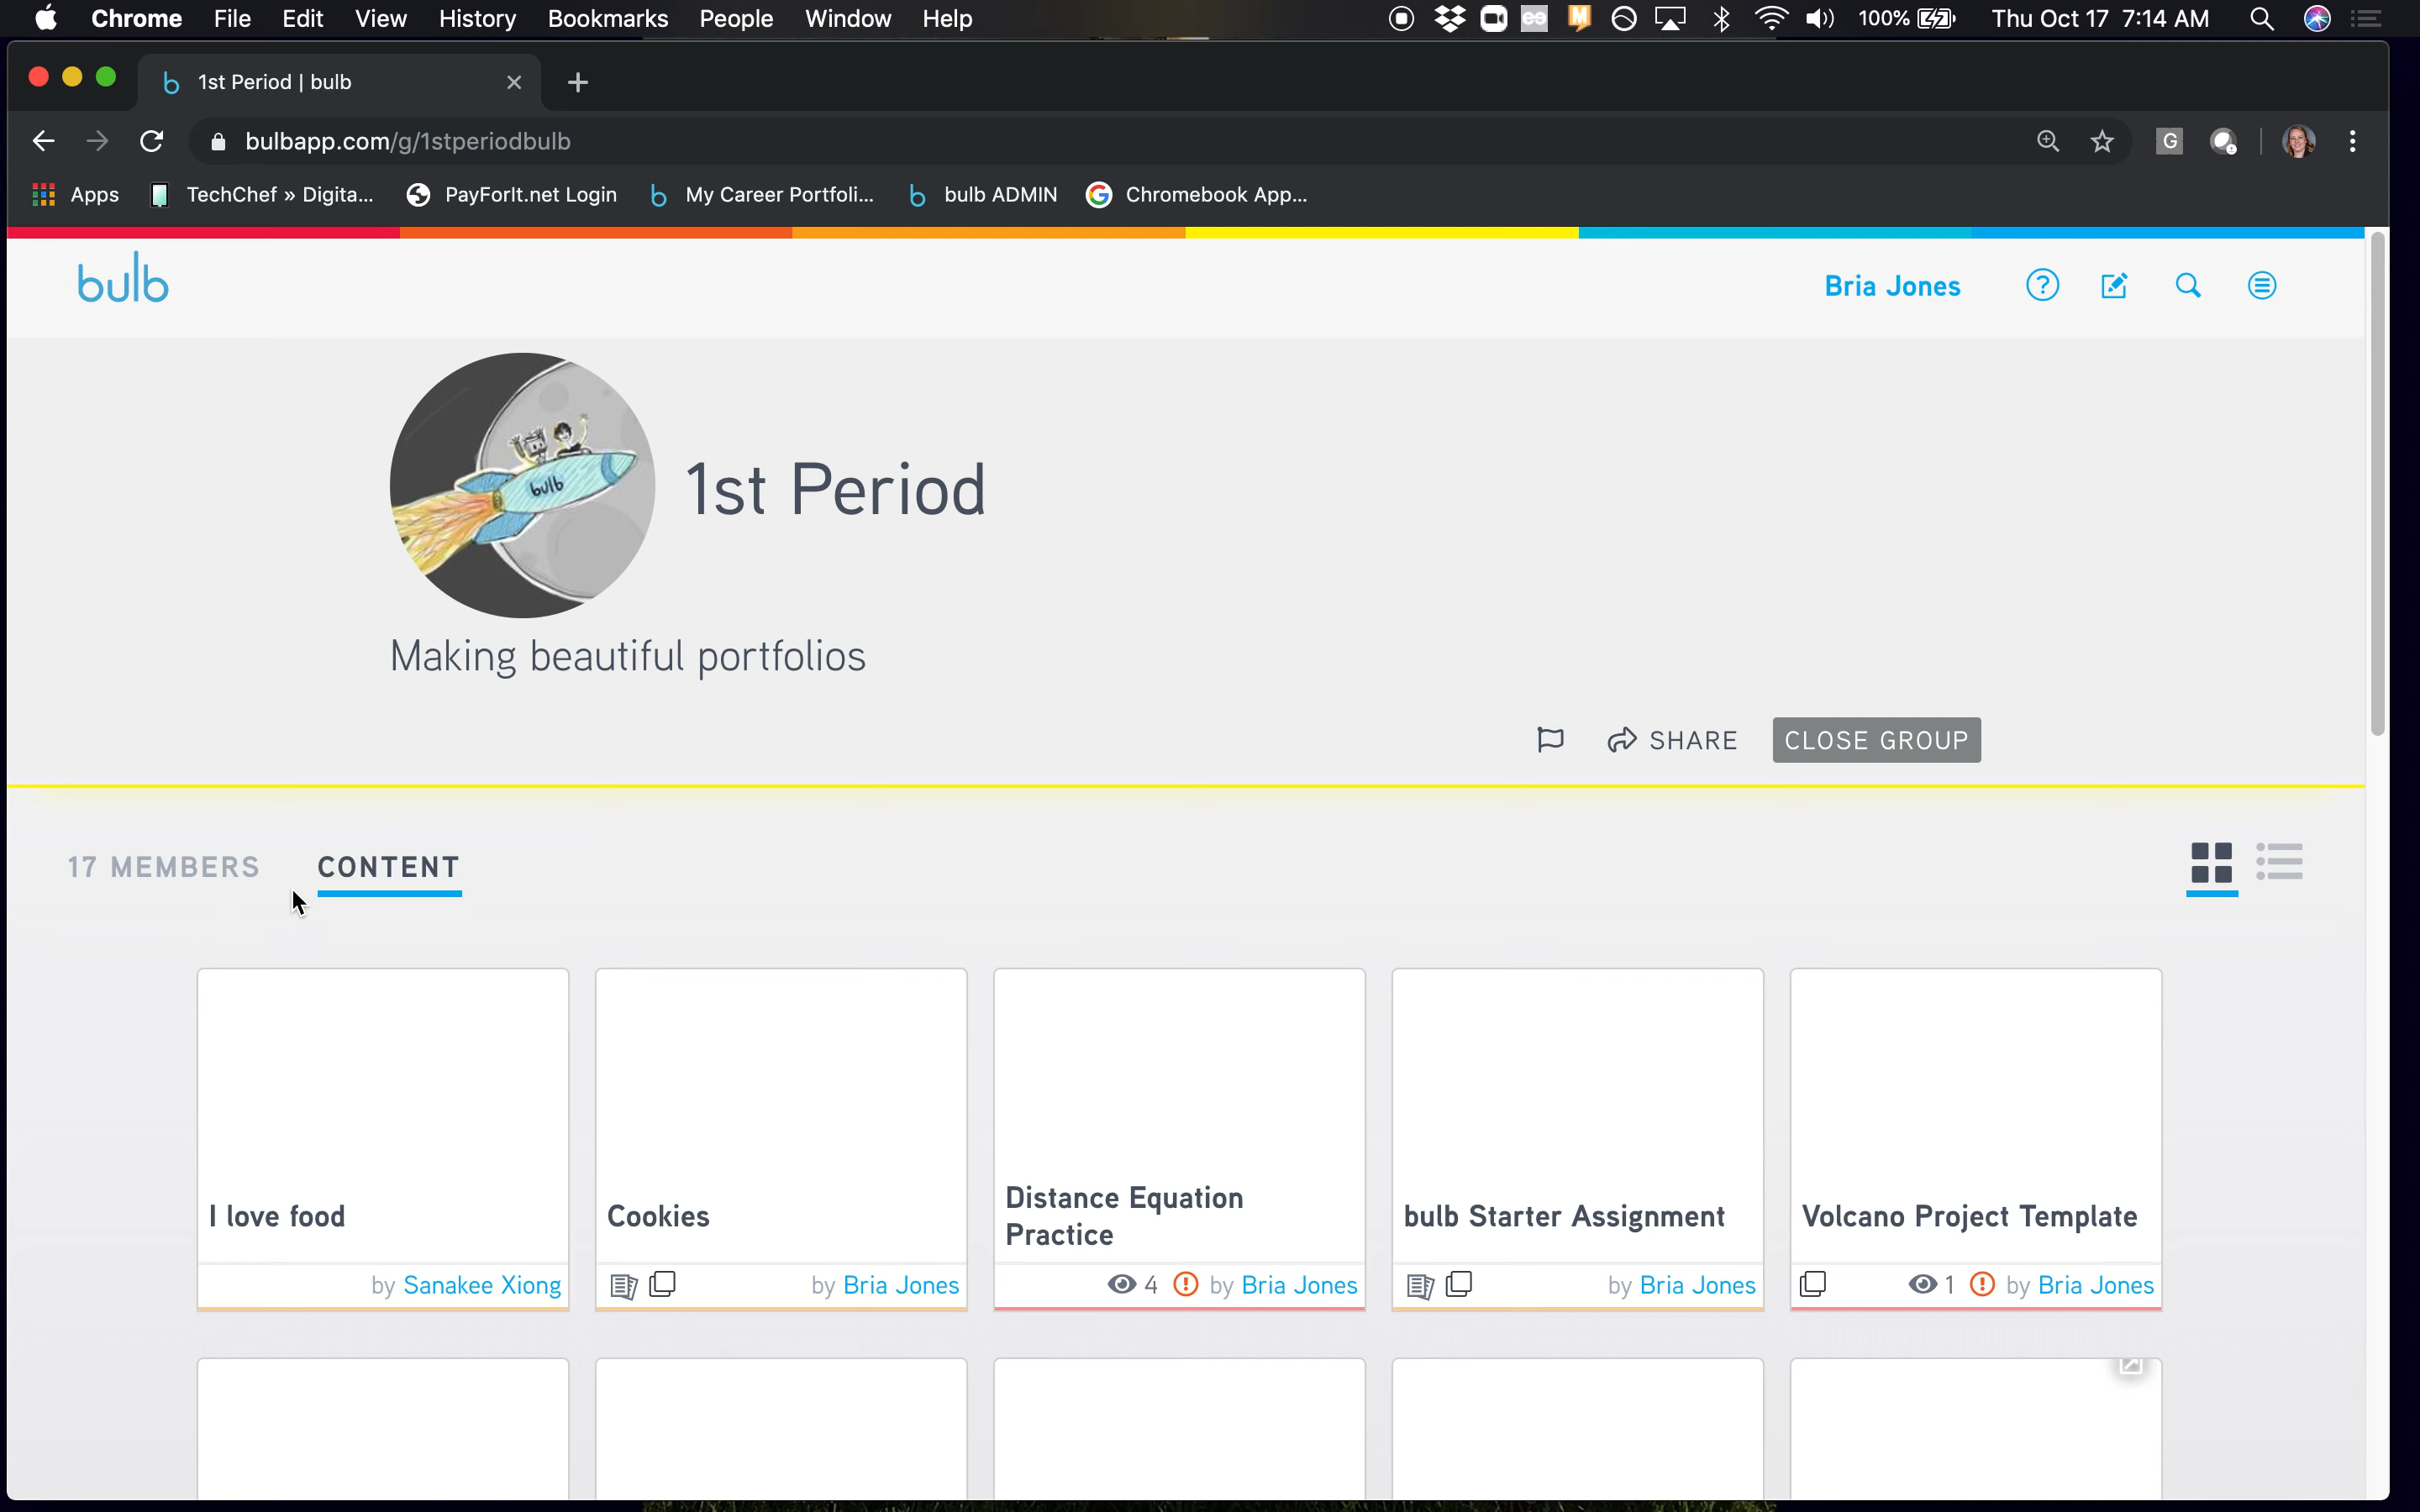 Chrome File Edit View History Bookmarks People Window Help 100% Thu Oct 17 7:14 AM
1st Period | bulb
bulbapp.com/g/1stperiodbulb
G
Apps TechChef » Digita... PayForIt.net Login My Career Portfoli... bulb ADMIN Chromebook App...
bulb Bria Jones
bulb
1st Period
Making beautiful portfolios
SHARE CLOSE GROUP
17 MEMBERS CONTENT
I love food
by Sanakee Xiong
Cookies
by Bria Jones
Distance Equation
Practice
4 by Bria Jones
bulb Starter Assignment
by Bria Jones
Volcano Project Template
1 by Bria Jones